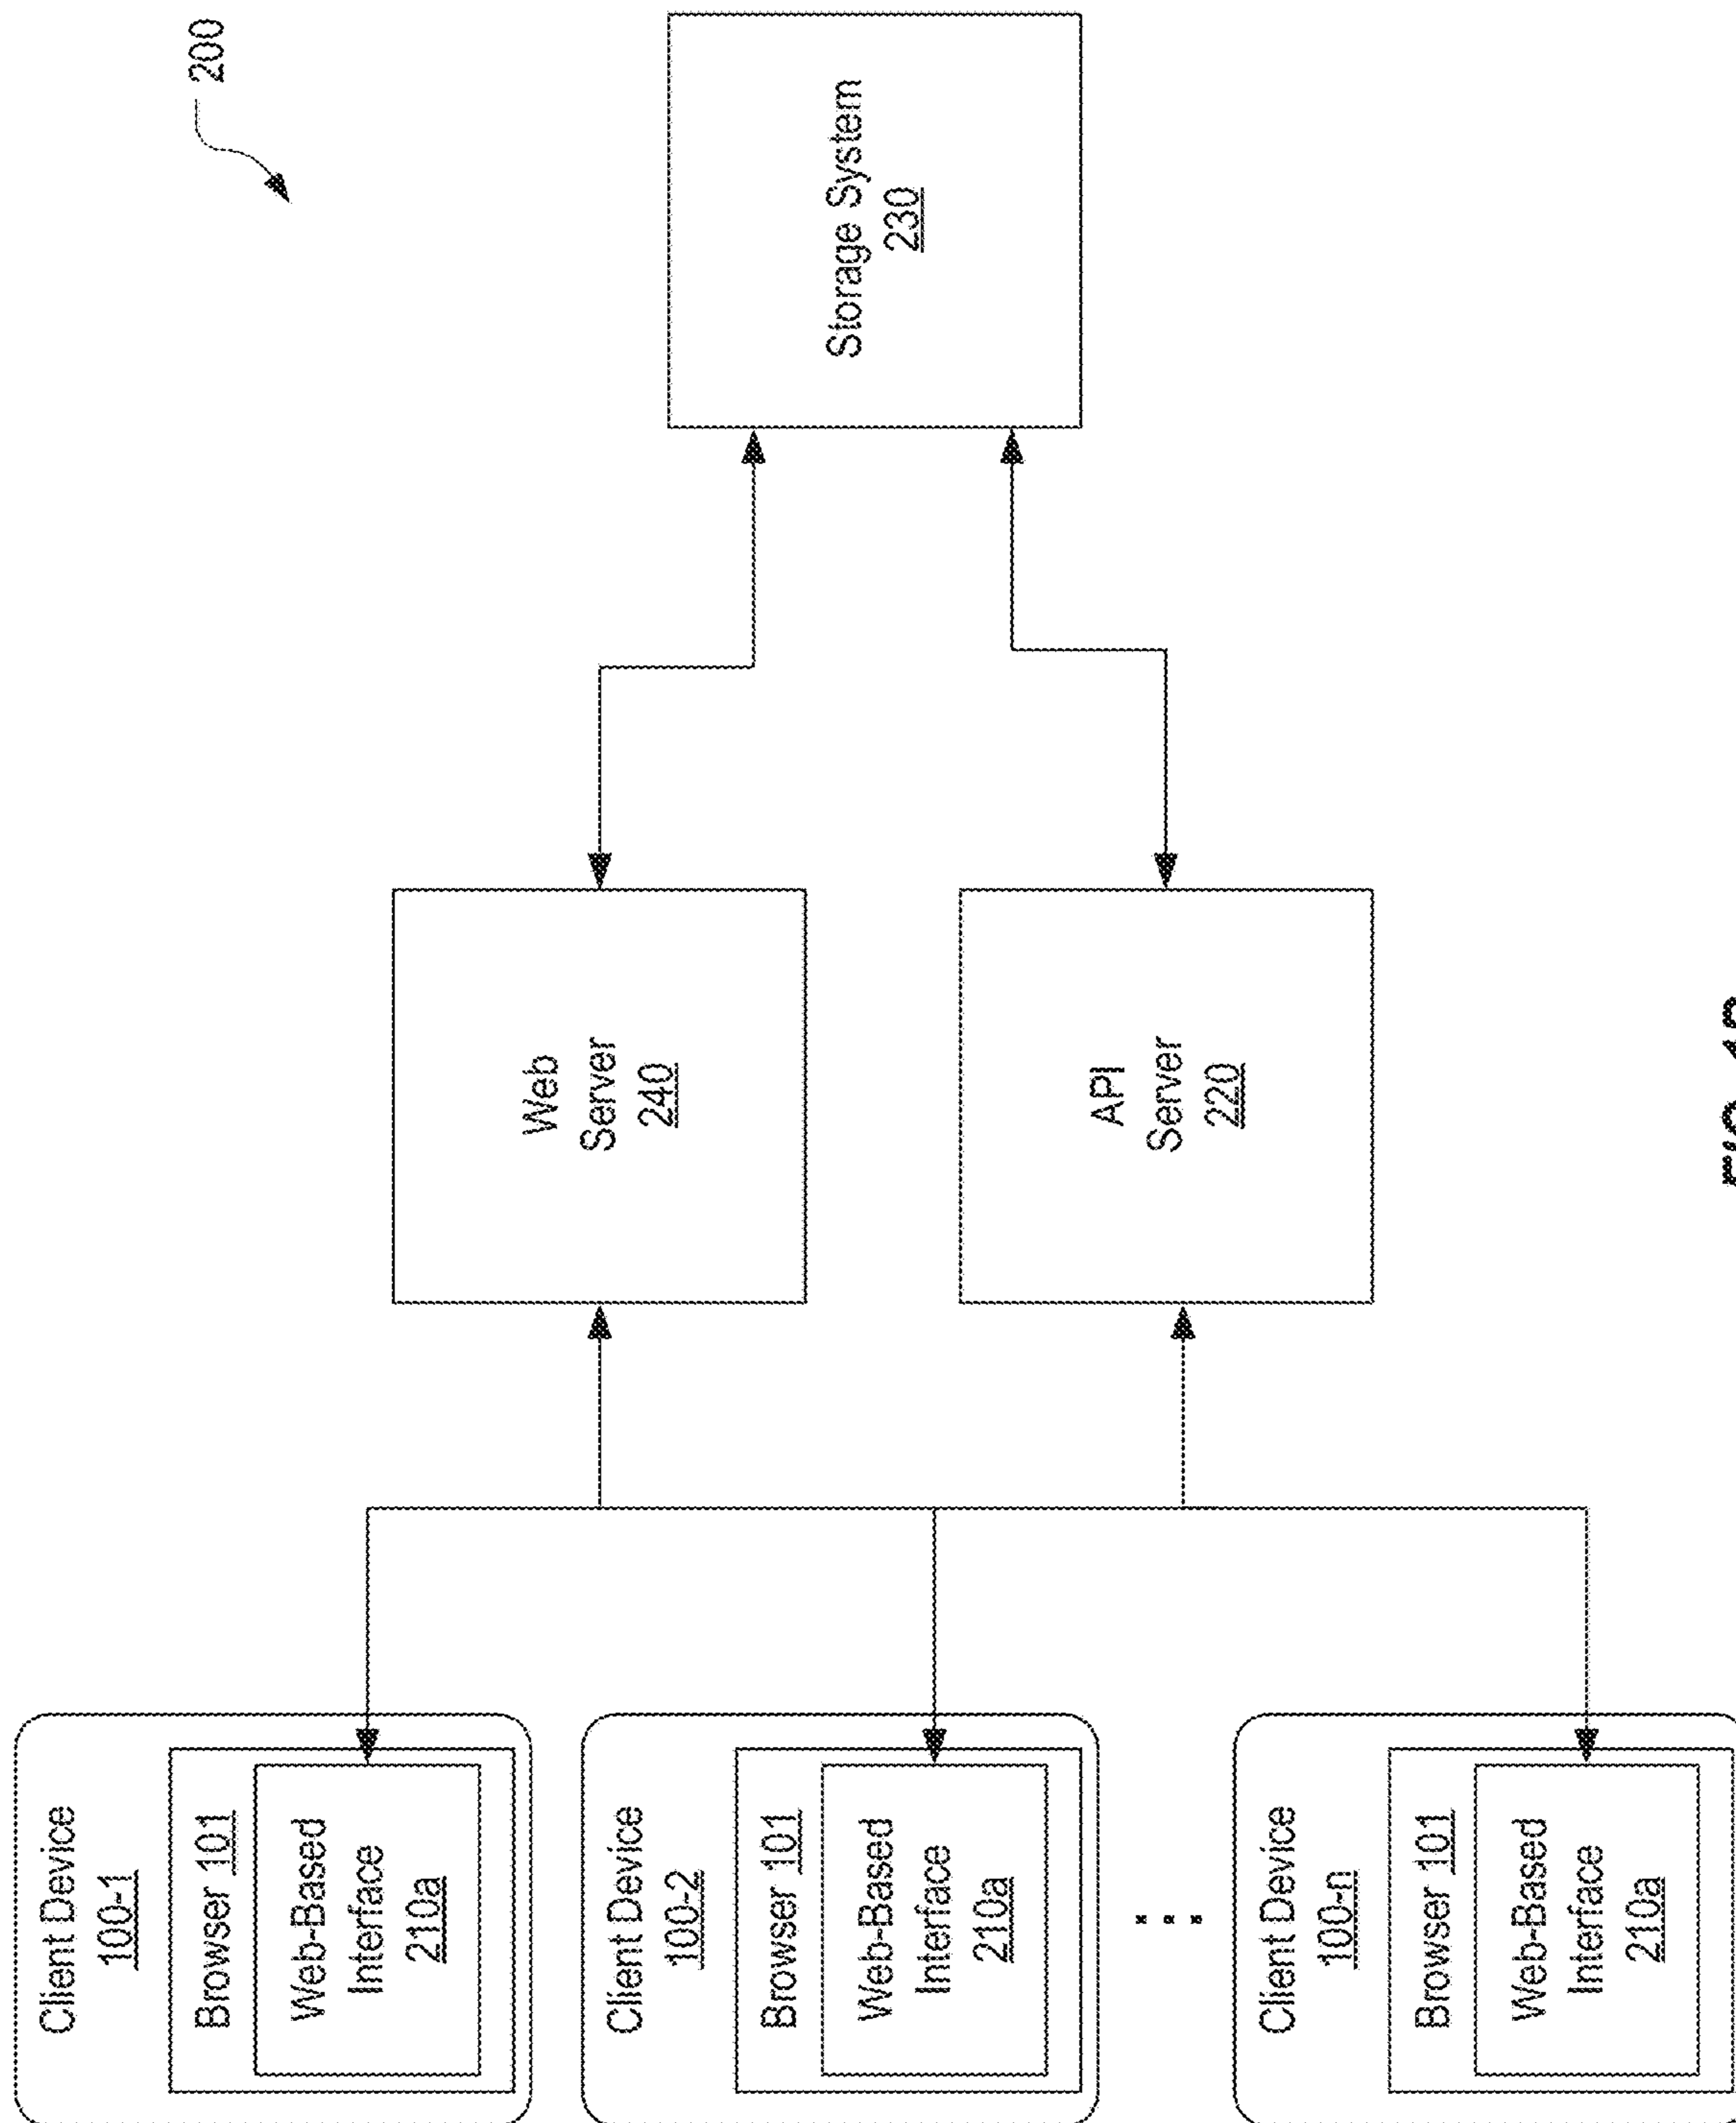 200
Client Device
100-1
Browser 101
Web-Based
Interface
210a
Client Device
100-2
Browser 101
Web-Based
Interface
210a
Client Device
100-n
Browser 101
Web-Based
Interface
210a
Web
Server
240
API
Server
220
Storage System
230
FIG.